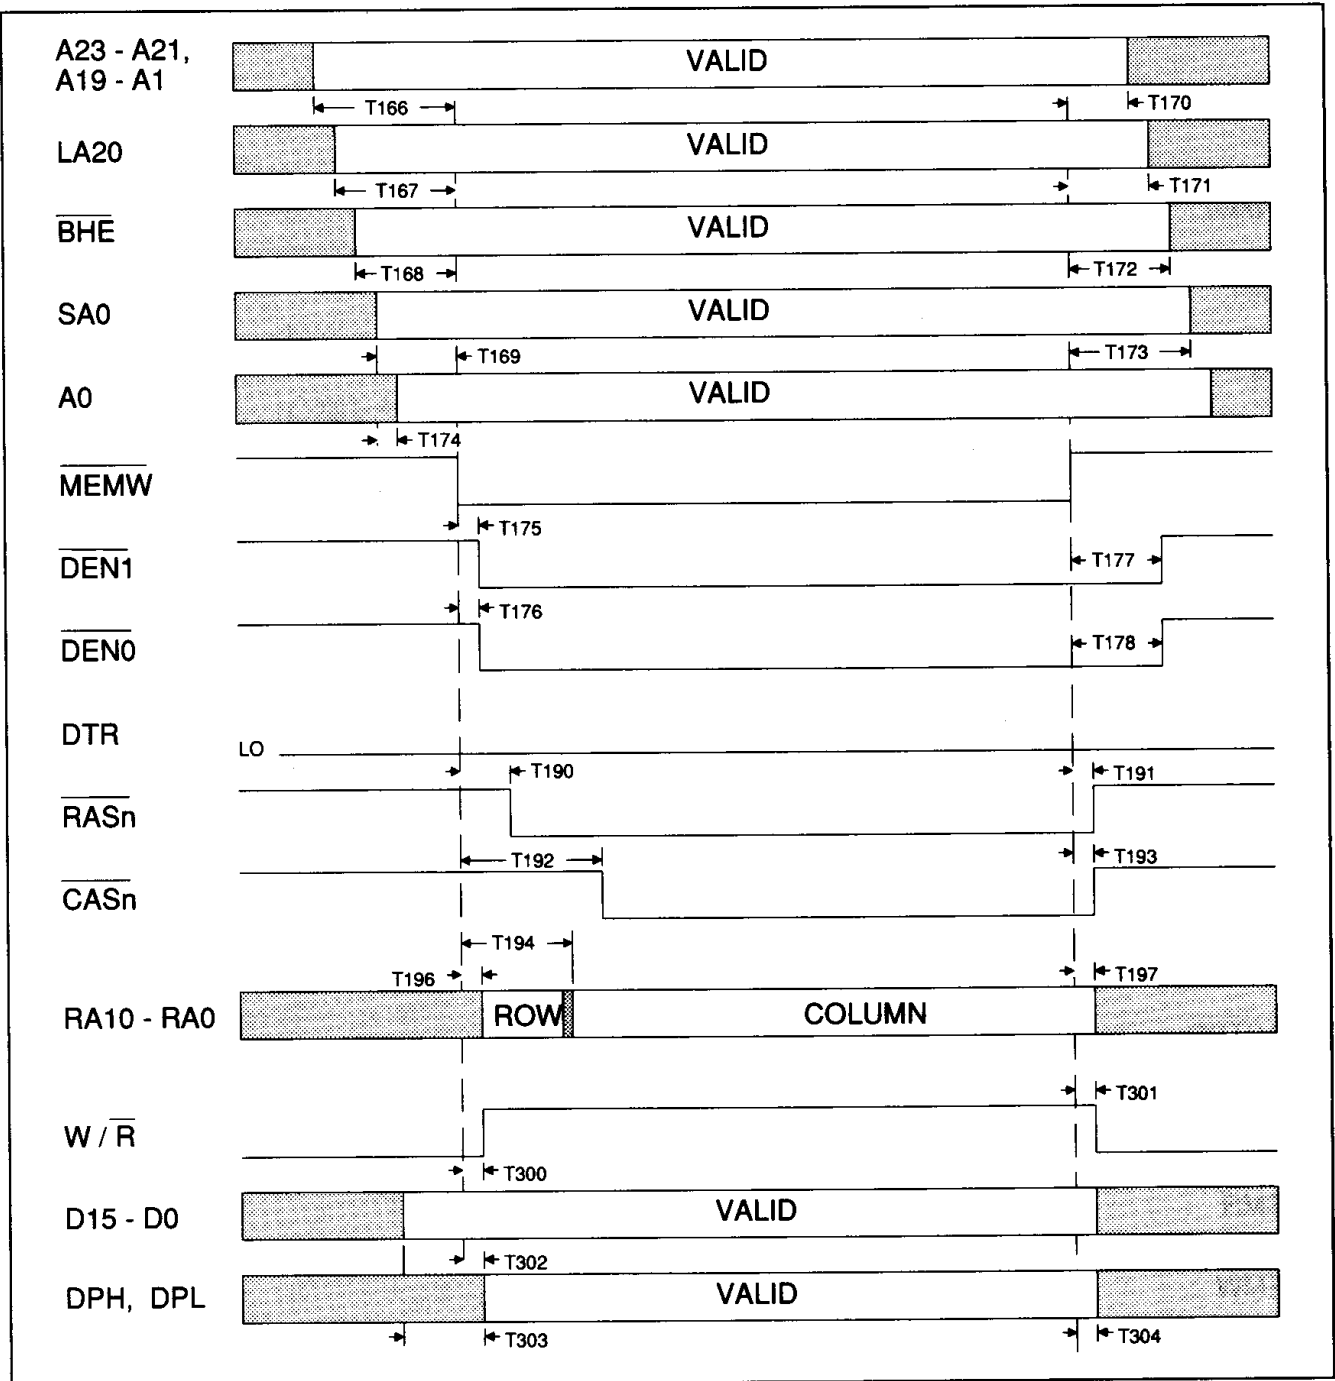 A23 - A21,
A19 - A1
VALID
T166
T170
LA20
VALID
T167
T171
BHE
VALID
T168
T172
SA0
VALID
T169
T173
A0
VALID
T174
MEMW
T175
DEN1
T177
T176
DEN0
T178
DTR
LO
T190
T191
RASn
T192
T193
CASn
T194
T196
T197
RA10 - RA0
ROW
COLUMN
T301
W / R
T300
D15 - D0
VALID
T302
DPH, DPL
VALID
T303
T304